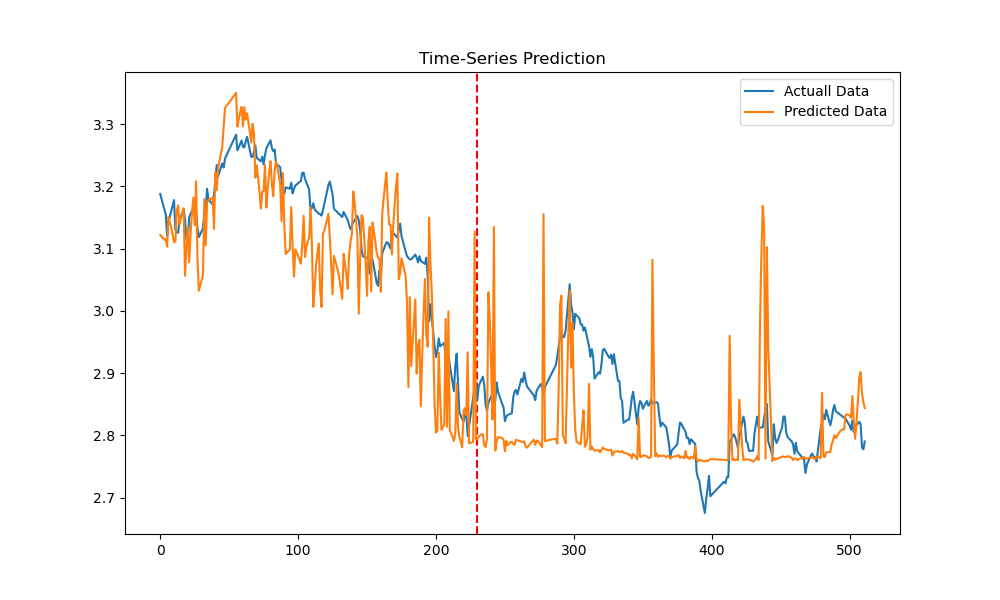 Time-Series Prediction
Actuall Data
Predicted Data
3.3
3.2
3.1
3.0
2.9
2.8
2.7
0 100 200 300 400 500